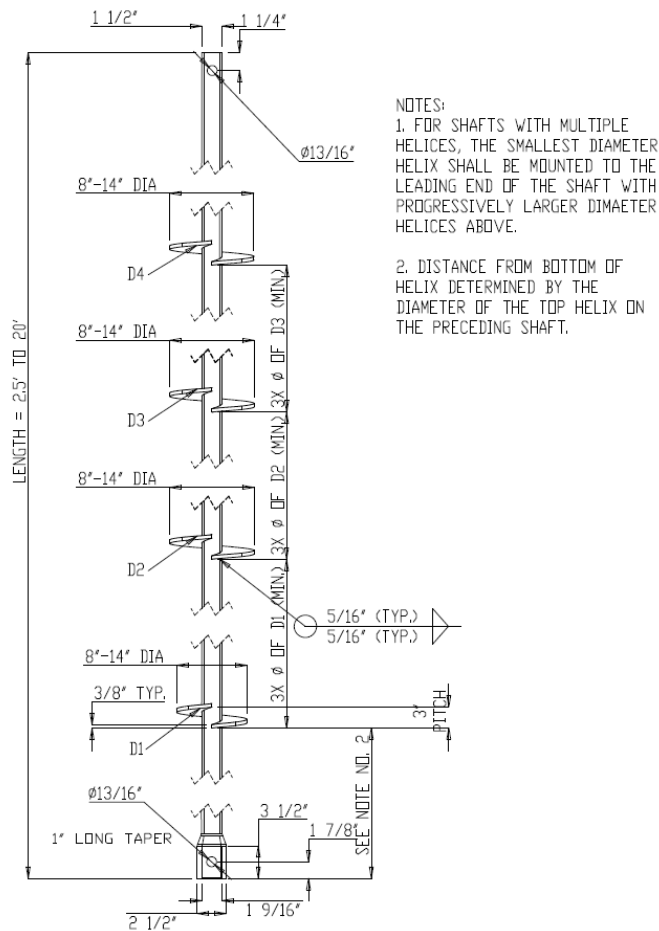 1 1/2"
1 1/4"
Ø13/16"
NOTES:
1. FOR SHAFTS WITH MULTIPLE
HELICES, THE SMALLEST DIAMETER
HELIX SHALL BE MOUNTED TO THE
LEADING END OF THE SHAFT WITH
PROGRESSIVELY LARGER DIMAETER
HELICES ABOVE.
2. DISTANCE FROM BOTTOM OF
HELIX DETERMINED BY THE
DIAMETER OF THE TOP HELIX ON
THE PRECEDING SHAFT.
8"-14" DIA
D4
3X Ø OF D3 (MIN.)
8"-14" DIA
D3
LENGTH = 2.5' TO 20'
3X Ø OF D2 (MIN.)
8"-14" DIA
D2
3X Ø OF D1 (MIN.)
5/16" (TYP.)
5/16" (TYP.)
8"-14" DIA
3/8" TYP.
D1
3"
PITCH
SEE NOTE NO. 2
Ø13/16"
3 1/2"
1 7/8"
1" LONG TAPER
1 9/16"
2 1/2"